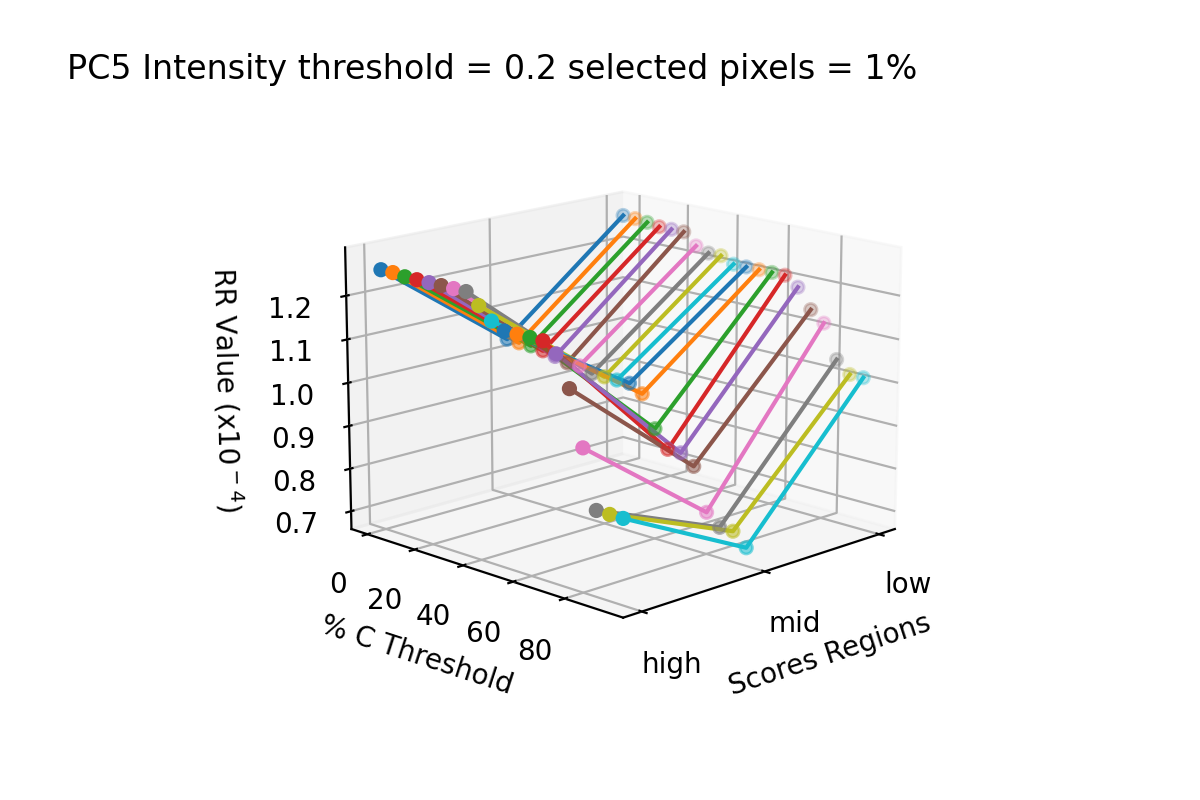 PC5 Intensity threshold = 0.2 selected pixels = 1%
RR Value (x10⁻⁴)
1.2
1.1
1.0
0.9
0.8
0.7
0
20
40
60
80
% C Threshold
high
mid
low
Scores Regions